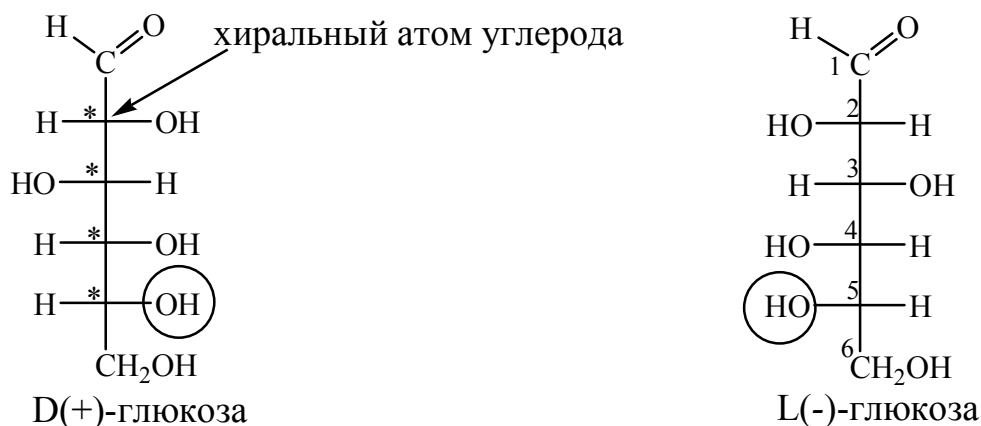 H O хиральный атом углерода H O
C 1 C
H * OH HO 2 H
HO * H H 3 OH
H * OH HO 4 H
H * OH HO 5 H
CH₂OH 6 CH₂OH
D(+)-глюкоза L(-)-глюкоза